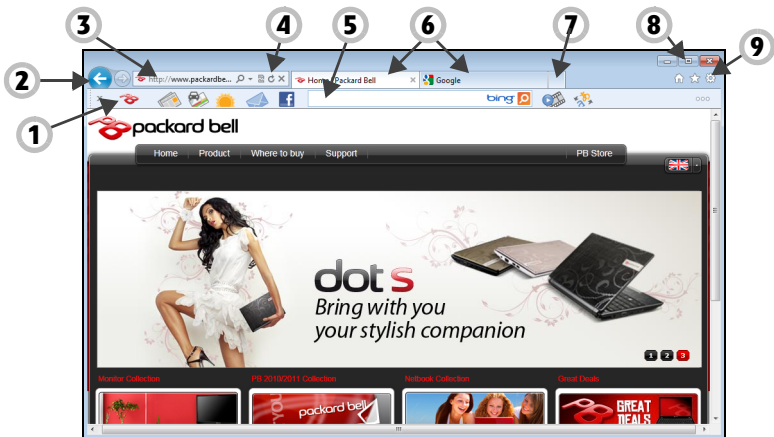 3 4 5 6 7 8 9
2
1
http://www.packardbe...
Home - Packard Bell
Google
bing
packard bell
Home Product Where to buy Support PB Store
dot s
Bring with you
your stylish companion
1 2 3
Monitor Collection PB 2010/2011 Collection Netbook Collection Great Deals
YOU
packard bell
GREAT
DEALS